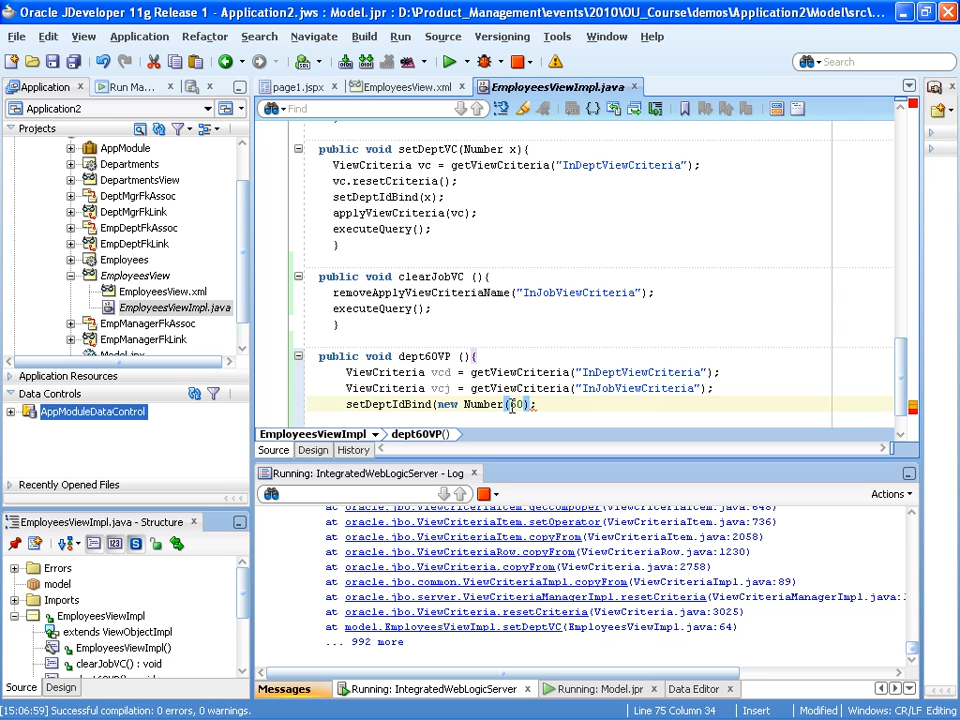 Oracle JDeveloper 11g Release 1 - Application2.jws : Model.jpr : D:\Product_Management\events\2010\OU_Course\demos\Application2\Model\src\...
File Edit View Application Refactor Search Navigate Build Run Source Versioning Tools Window Help
Search
Application Run Ma...
page1.jspx EmployeesView.xml EmployeesViewImpl.java
Application2
Find
Projects
AppModule
Departments
DepartmentsView
DeptMgrFkAssoc
DeptMgrFkLink
EmpDeptFkAssoc
EmpDeptFkLink
Employees
EmployeesView
EmployeesView.xml
EmployeesViewImpl.java
EmpManagerFkAssoc
EmpManagerFkLink
Model.jpx
Application Resources
Data Controls
AppModuleDataControl
Recently Opened Files
public void setDeptVC(Number x){
ViewCriteria vc = getViewCriteria("InDeptViewCriteria");
vc.resetCriteria();
setDeptIdBind(x);
applyViewCriteria(vc);
executeQuery();
}
public void clearJobVC (){
removeApplyViewCriteriaName("InJobViewCriteria");
executeQuery();
}
public void dept60VP (){
ViewCriteria vcd = getViewCriteria("InDeptViewCriteria");
ViewCriteria vcj = getViewCriteria("InJobViewCriteria");
setDeptIdBind(new Number(60);
EmployeesViewImpl dept60VP()
Source Design History
Running: IntegratedWebLogicServer - Log
Actions
at oracle.jbo.ViewCriteriaItem.setOperator(ViewCriteriaItem.java:736)
at oracle.jbo.ViewCriteriaItem.copyFrom(ViewCriteriaItem.java:2058)
at oracle.jbo.ViewCriteriaRow.copyFrom(ViewCriteriaRow.java:1230)
at oracle.jbo.ViewCriteria.copyFrom(ViewCriteria.java:2758)
at oracle.jbo.common.ViewCriteriaImpl.copyFrom(ViewCriteriaImpl.java:89)
at oracle.jbo.server.ViewCriteriaManagerImpl.resetCriteria(ViewCriteriaManagerImpl.java:
at oracle.jbo.ViewCriteria.resetCriteria(ViewCriteria.java:3025)
at model.EmployeesViewImpl.setDeptVC(EmployeesViewImpl.java:64)
... 992 more
EmployeesViewImpl.java - Structure
Errors
model
Imports
EmployeesViewImpl
extends ViewObjectImpl
EmployeesViewImpl()
clearJobVC() : void
Source Design
Messages Running: IntegratedWebLogicServer Running: Model.jpr Data Editor
[15:06:59] Successful compilation: 0 errors, 0 warnings.
Line 75 Column 34 Insert Modified Windows: CR/LF Editing